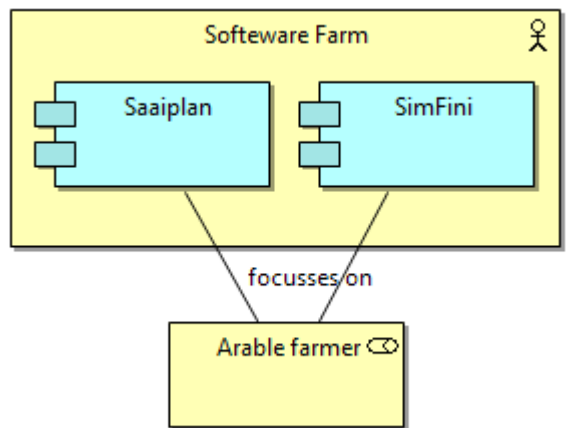 Softeware Farm
Saaiplan
SimFini
focusses on
Arable farmer